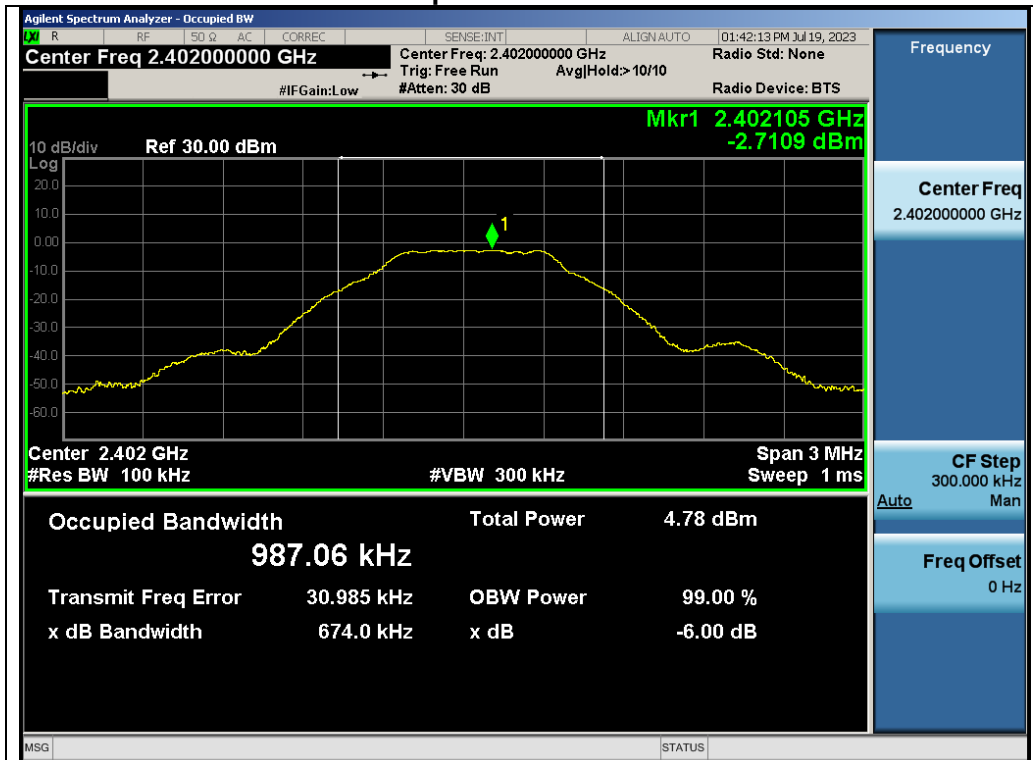 Agilent Spectrum Analyzer - Occupied BW
LXI R RF 50 Ω AC CORREC SENSE:INT ALIGN AUTO 01:42:13 PM Jul 19, 2023
Center Freq 2.402000000 GHz
Center Freq: 2.402000000 GHz
Radio Std: None
Trig: Free Run Avg|Hold:>10/10
#IFGain:Low
#Atten: 30 dB
Radio Device: BTS
Frequency
Mkr1 2.402105 GHz
-2.7109 dBm
10 dB/div Ref 30.00 dBm
Log
20.0
10.0
0.00
-10.0
-20.0
-30.0
-40.0
-50.0
-60.0
1
Center 2.402 GHz Span 3 MHz
#Res BW 100 kHz #VBW 300 kHz Sweep 1 ms
Center Freq
2.402000000 GHz
CF Step
300.000 kHz
Auto Man
Freq Offset
0 Hz
Occupied Bandwidth Total Power 4.78 dBm
987.06 kHz
Transmit Freq Error 30.985 kHz OBW Power 99.00 %
x dB Bandwidth 674.0 kHz x dB -6.00 dB
MSG STATUS